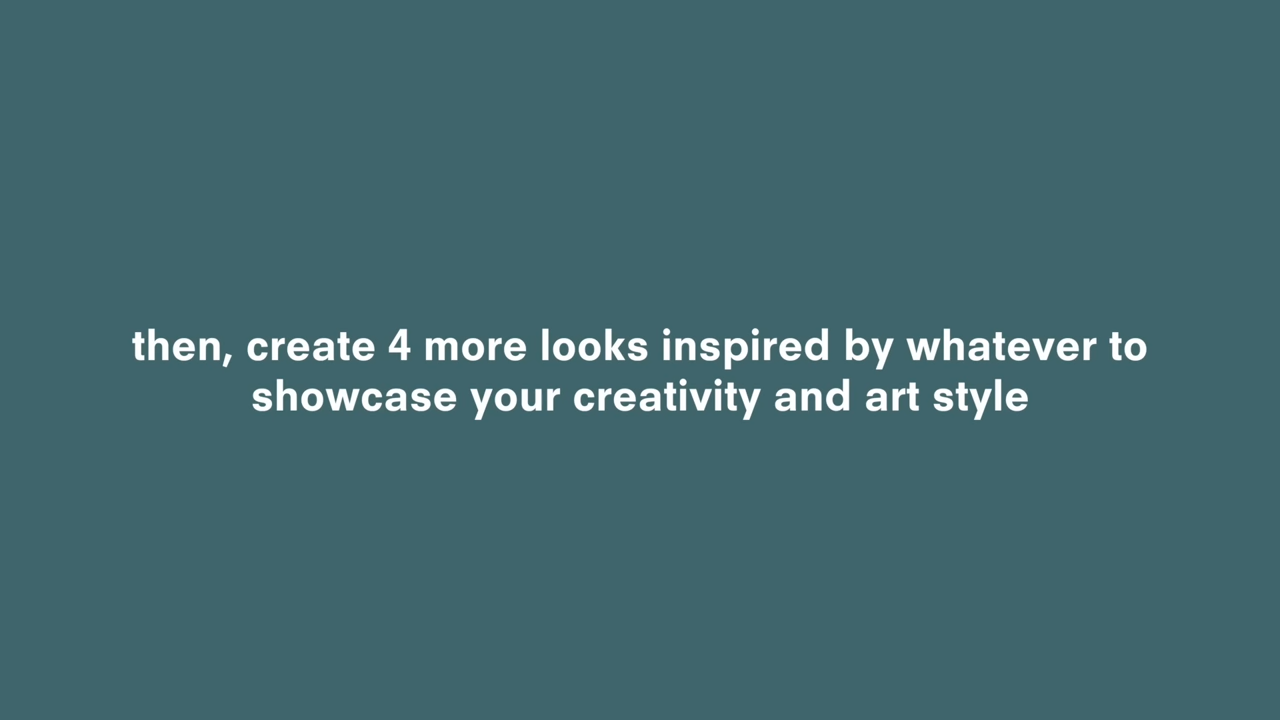 then, create 4 more looks inspired by whatever to
showcase your creativity and art style